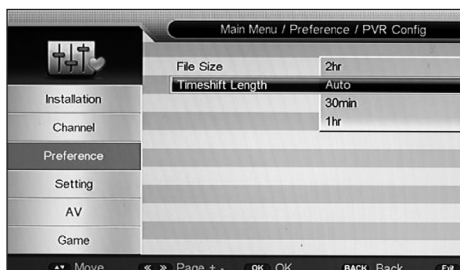 Main Menu / Preference / PVR Config
File Size 2hr
Timeshift Length Auto
30min
1hr
Installation
Channel
Preference
Setting
AV
Game
Move Page + - OK OK BACK Back